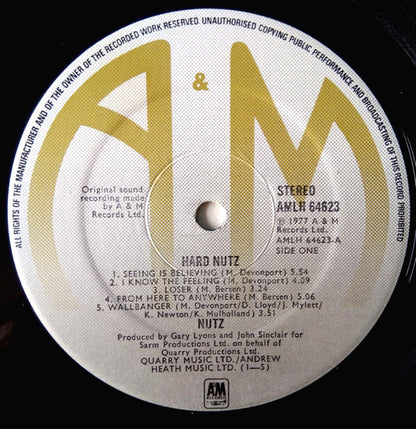 ALL RIGHTS OF THE MANUFACTURER AND OF THE OWNER OF THE RECORDED WORK RESERVED. UNAUTHORISED COPYING PUBLIC PERFORMANCE AND BROADCASTING OF THIS RECORD PROHIBITED
A & M
Original sound
recording made
by A & M
Records Ltd.
STEREO
AMLH 64623
℗ 1977 A & M
Records Ltd.
AMLH 64623-A
SIDE ONE
HARD NUTZ
1. SEEING IS BELIEVING (M. Devonport) 5.54
2. I KNOW THE FEELING (M. Devonport) 4.09
3. LOSER (M. Bersen) 3.24
4. FROM HERE TO ANYWHERE (M. Bersen) 5.06
5. WALLBANGER (M. Devonport/D. Lloyd/J. Mylett/
K. Newton/K. Mulholland) 3.51
NUTZ
Produced by Gary Lyons and John Sinclair for
Sarm Productions Ltd. on behalf of
Quarry Productions Ltd.
QUARRY MUSIC LTD./ANDREW
HEATH MUSIC LTD. (1—5)
A&M
RECORDS